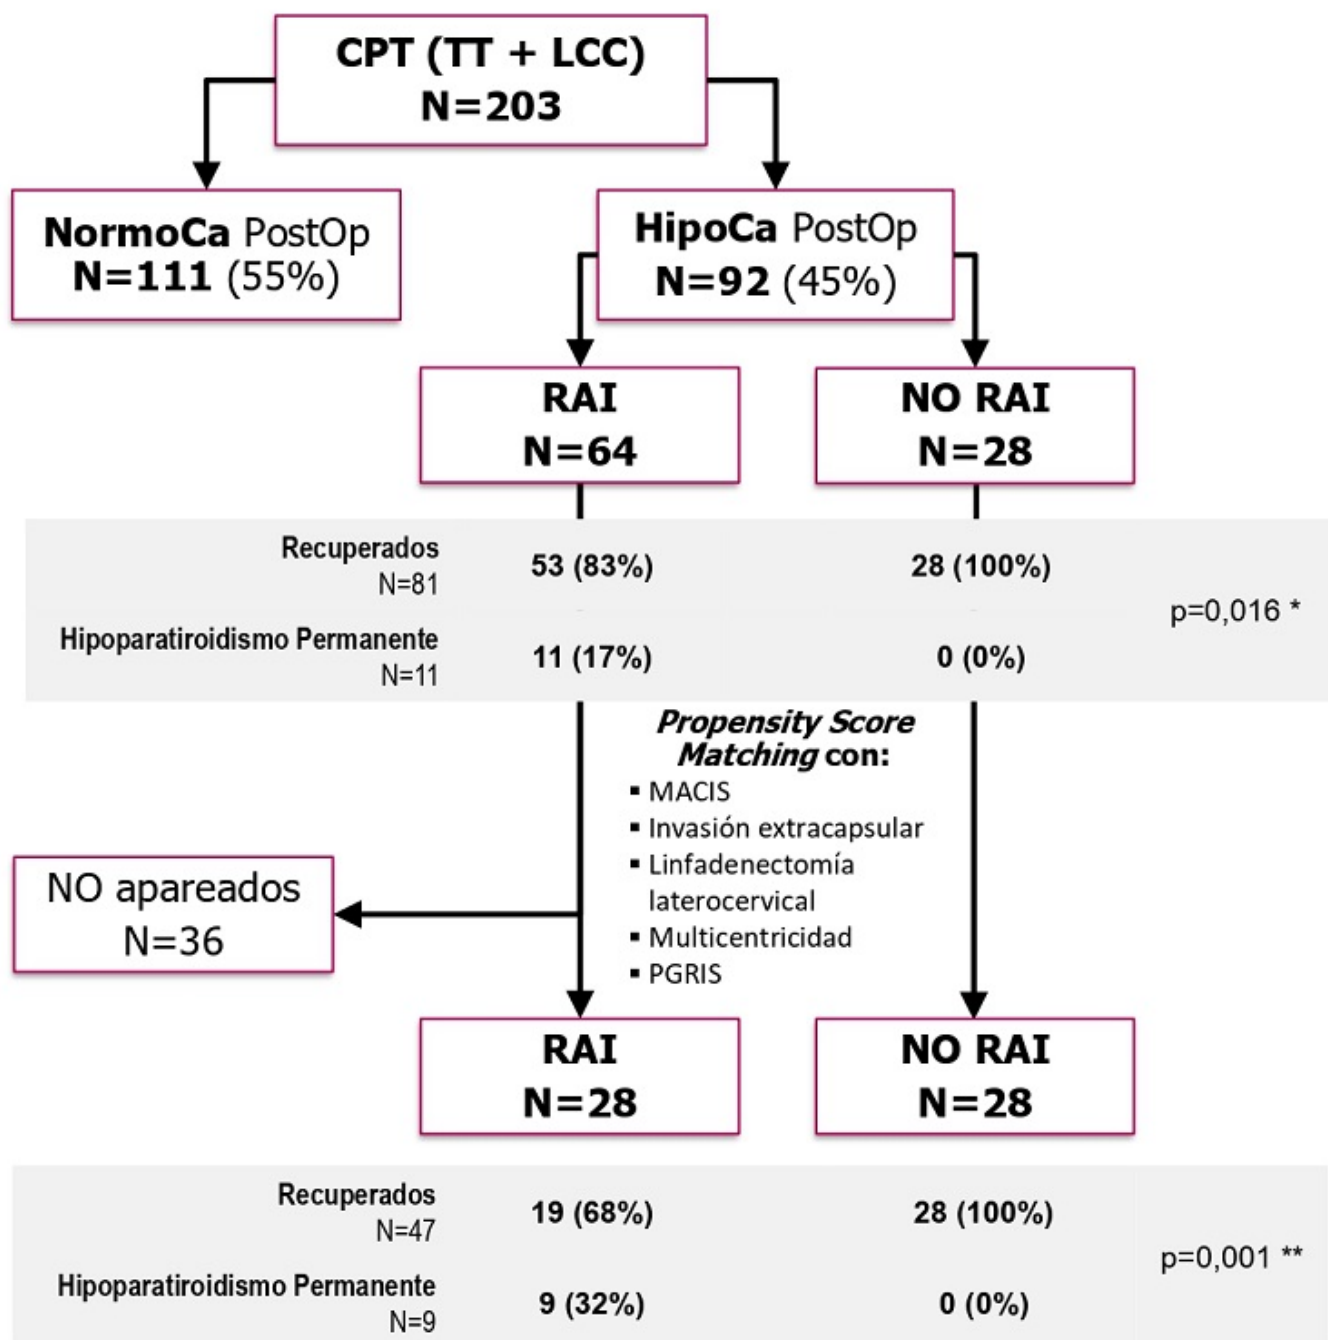 CPT (TT + LCC)
N=203
NormoCa PostOp
N=111 (55%)
HipoCa PostOp
N=92 (45%)
RAI
N=64
NO RAI
N=28
Recuperados
N=81
53 (83%)
28 (100%)
p=0,016 *
Hipoparatiroidismo Permanente
N=11
11 (17%)
0 (0%)
Propensity Score
Matching con:
▪ MACIS
▪ Invasión extracapsular
▪ Linfadenectomía
laterocervical
▪ Multicentricidad
▪ PGRIS
NO apareados
N=36
RAI
N=28
NO RAI
N=28
Recuperados
N=47
19 (68%)
28 (100%)
p=0,001 **
Hipoparatiroidismo Permanente
N=9
9 (32%)
0 (0%)